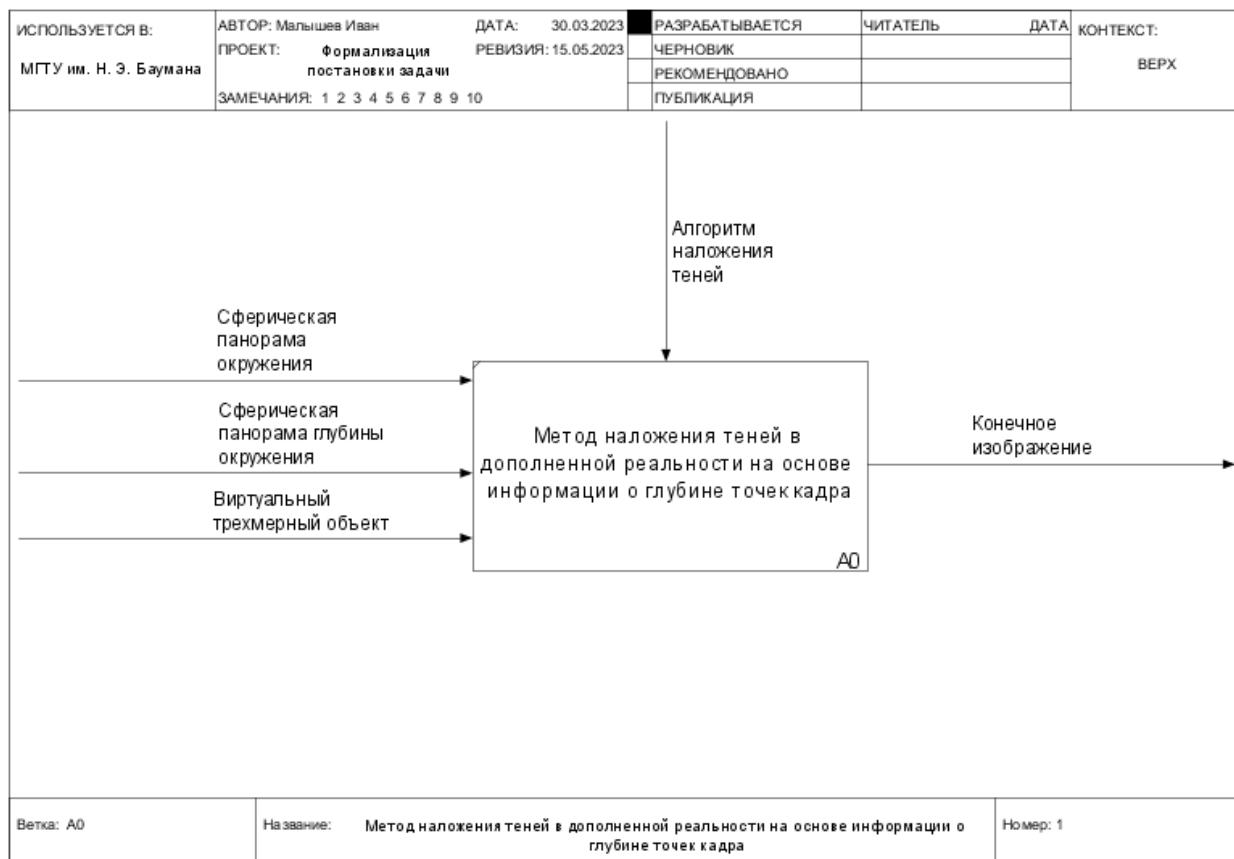 ИСПОЛЬЗУЕТСЯ В:
МГТУ им. Н. Э. Баумана
АВТОР: Малышев Иван
ДАТА: 30.03.2023
ПРОЕКТ: Формализация
постановки задачи
РЕВИЗИЯ: 15.05.2023
ЗАМЕЧАНИЯ: 1 2 3 4 5 6 7 8 9 10
РАЗРАБАТЫВАЕТСЯ
ЧЕРНОВИК
РЕКОМЕНДОВАНО
ПУБЛИКАЦИЯ
ЧИТАТЕЛЬ ДАТА
КОНТЕКСТ:
ВЕРХ
Алгоритм
наложения
теней
Сферическая
панорама
окружения
Сферическая
панорама глубины
окружения
Виртуальный
трехмерный объект
Метод наложения теней в
дополненной реальности на основе
информации о глубине точек кадра
A0
Конечное
изображение
Ветка: A0
Название: Метод наложения теней в дополненной реальности на основе информации о
глубине точек кадра
Номер: 1